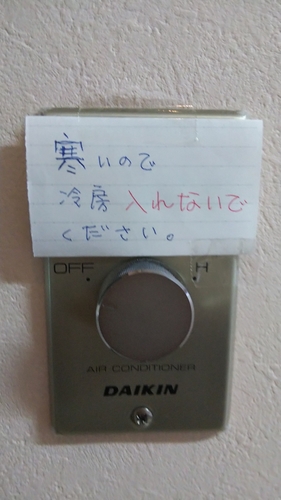 寒いので
冷房入れないで
ください。
OFF H
AIR CONDITIONER
DAIKIN